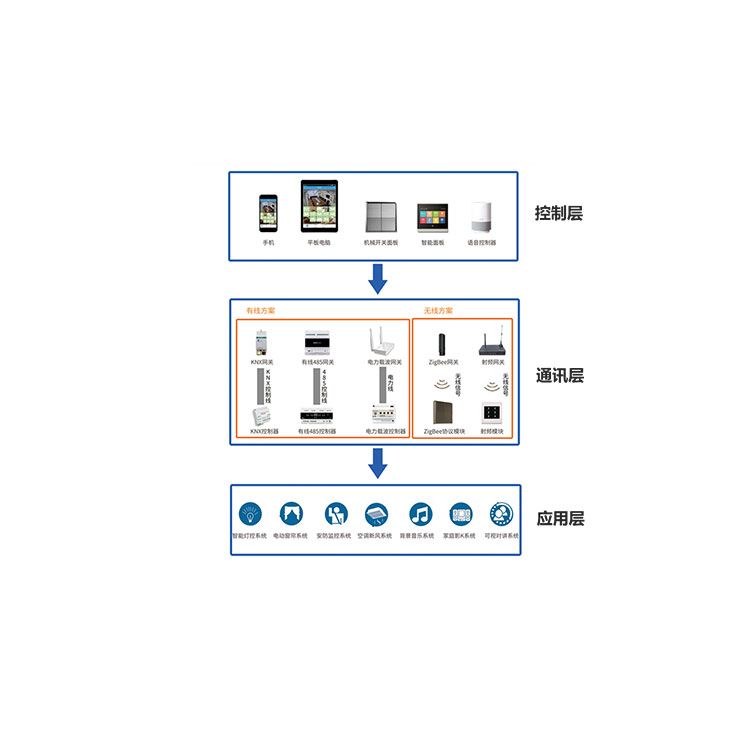 手机 平板电脑 机械开关面板 智能面板 语音控制器
控制层
有线方案 无线方案
KNX网关 有线485网关 电力载波网关 ZigBee网关 射频网关
KNX控制线 485控制线 电力线 无线信号 无线信号
通讯层
KNX控制器 有线485控制器 电力载波控制器 ZigBee协议模块 射频模块
应用层
智能灯控系统 电动窗帘系统 安防监控系统 空调新风系统 背景音乐系统 家庭影K系统 可视对讲系统